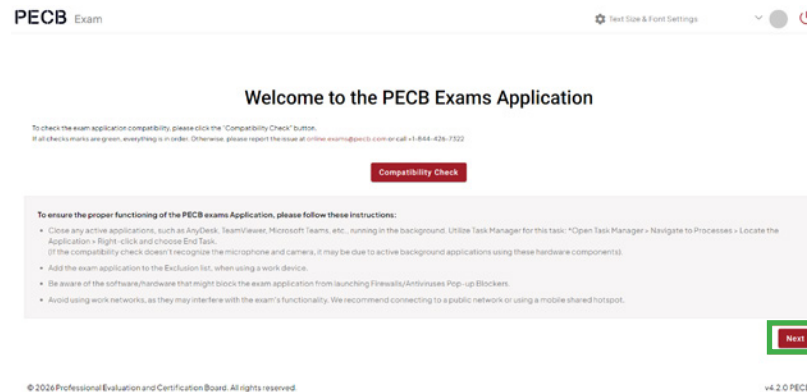 PECB Exam
Text Size & Font Settings
Welcome to the PECB Exams Application
To check the exam application compatibility, please click the "Compatibility Check" button.
If all checks marks are green, everything is in order. Otherwise, please report the issue at online.exams@pecb.com or call +1-844-426-7322
Compatibility Check
To ensure the proper functioning of the PECB exams Application, please follow these instructions:
• Close any active applications, such as AnyDesk, TeamViewer, Microsoft Teams, etc., running in the background. Utilize Task Manager for this task: "Open Task Manager > Navigate to Processes > Locate the
Application > Right-click and choose End Task.
(If the compatibility check doesn't recognize the microphone and camera, it may be due to active background applications using these hardware components).
• Add the exam application to the Exclusion list, when using a work device.
• Be aware of the software/hardware that might block the exam application from launching Firewalls/Antiviruses Pop-up Blockers.
• Avoid using work networks, as they may interfere with the exam's functionality. We recommend connecting to a public network or using a mobile shared hotspot.
Next
© 2026 Professional Evaluation and Certification Board. All rights reserved.
v4.2.0 PECB